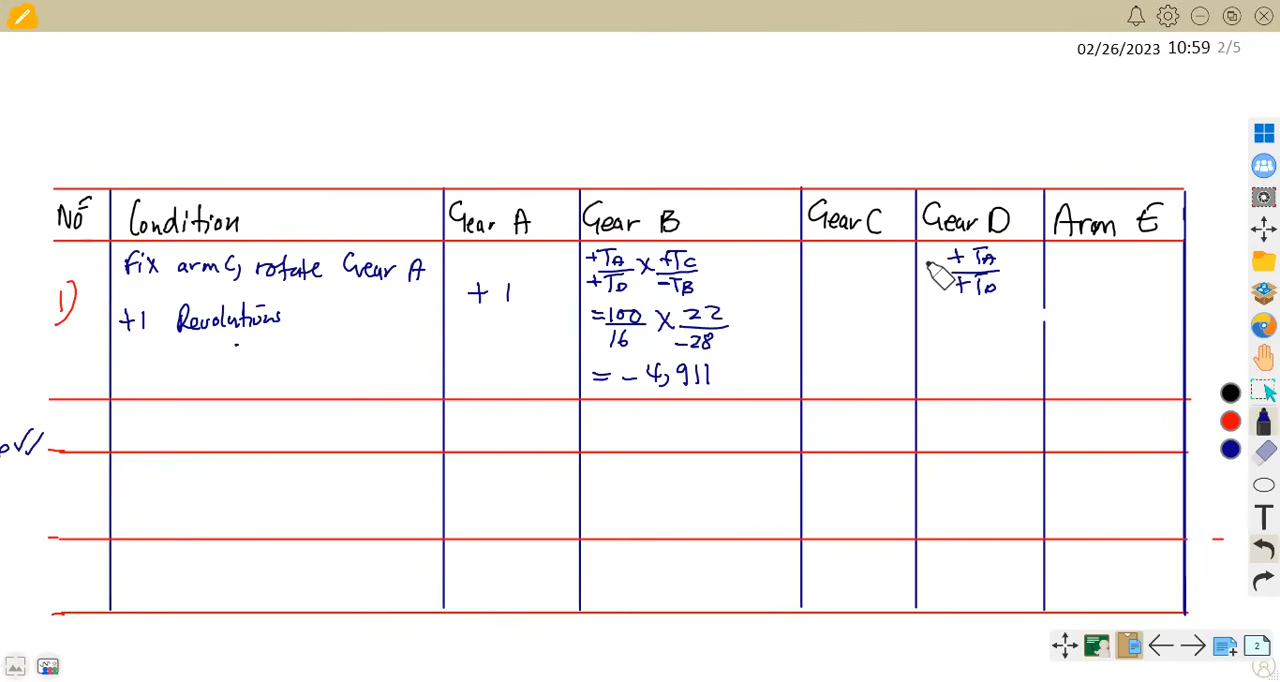 02/26/2023 10:59 2/5
No Condition Gear A Gear B Gear C Gear D Arm E
1) Fix arm C, rotate Gear A +1 Revolutions
+ 1
+TA/+TD × +TC/-TB
= 100/16 × 22/-28
= - 4,911
+ TA/+ TD
T
2